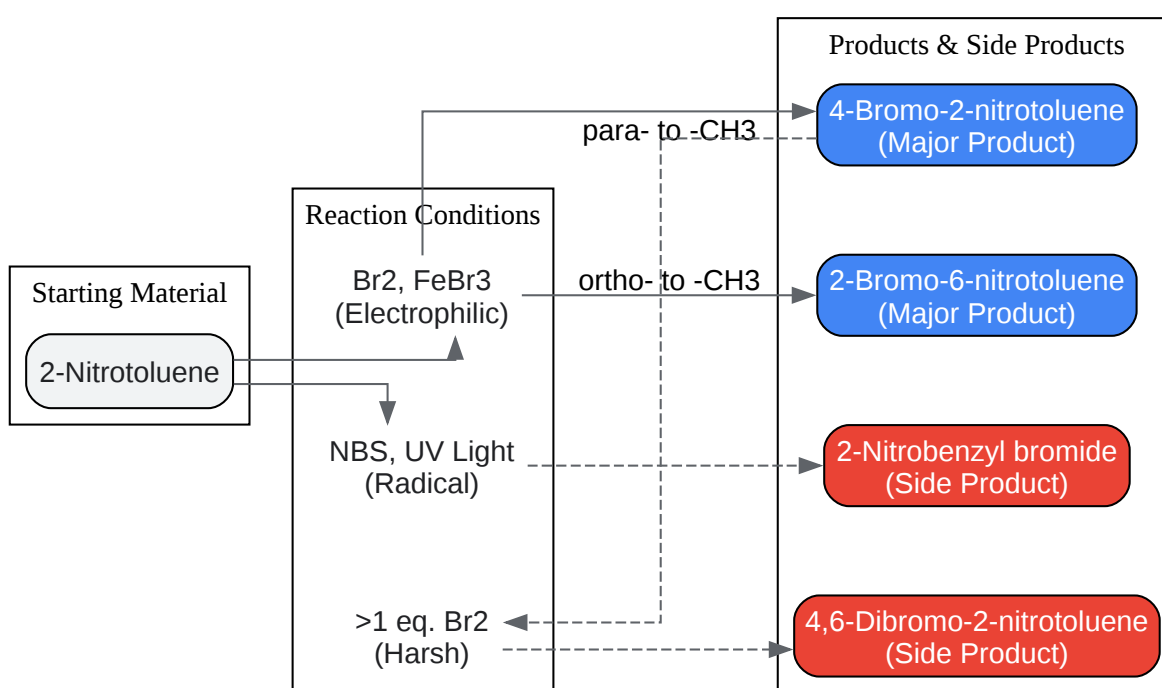 Starting Material
2-Nitrotoluene
Reaction Conditions
Br2, FeBr3
(Electrophilic)
NBS, UV Light
(Radical)
>1 eq. Br2
(Harsh)
para- to -CH3
ortho- to -CH3
Products & Side Products
4-Bromo-2-nitrotoluene
(Major Product)
2-Bromo-6-nitrotoluene
(Major Product)
2-Nitrobenzyl bromide
(Side Product)
4,6-Dibromo-2-nitrotoluene
(Side Product)